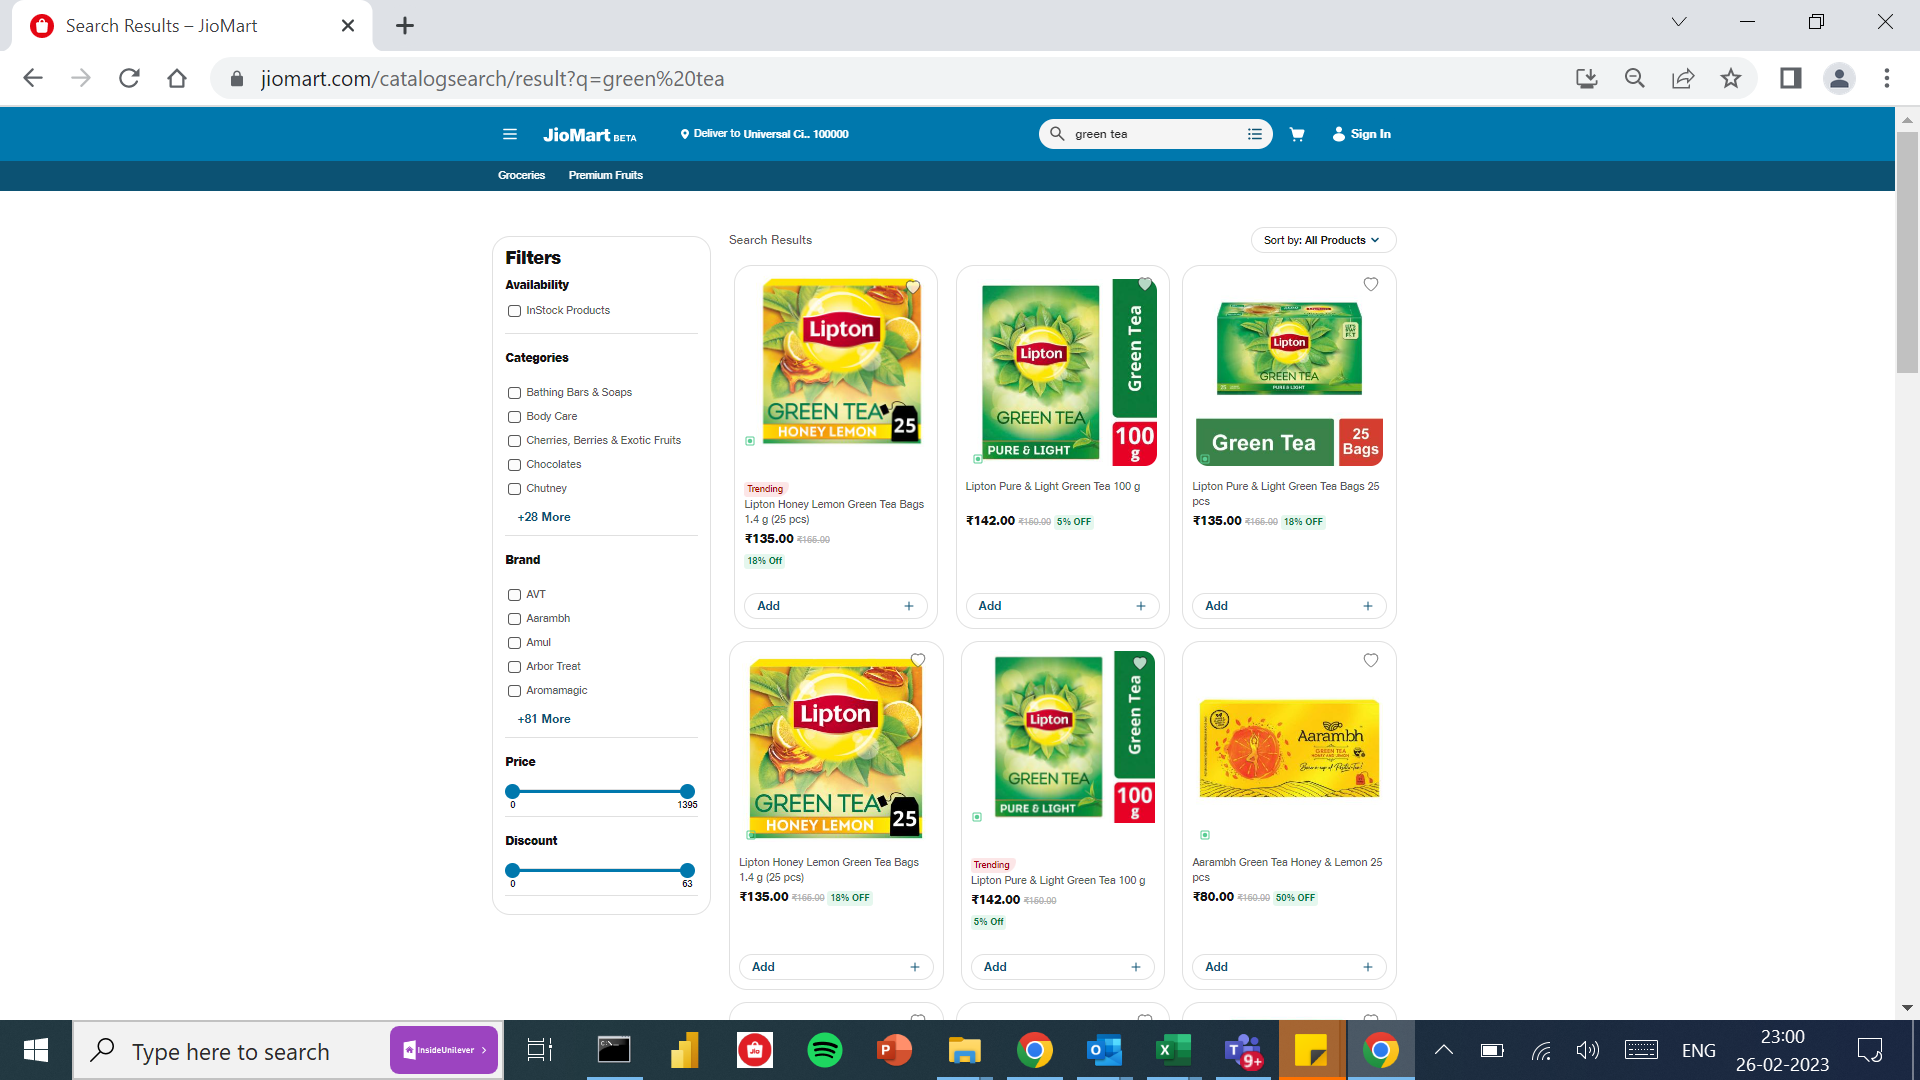 Search Results – JioMart
jiomart.com/catalogsearch/result?q=green%20tea
JioMart BETA
Deliver to Universal Ci.. 100000
green tea
Sign In
Groceries
Premium Fruits
Filters
Availability
InStock Products
Categories
Bathing Bars & Soaps
Body Care
Cherries, Berries & Exotic Fruits
Chocolates
Chutney
+28 More
Brand
AVT
Aarambh
Amul
Arbor Treat
Aromamagic
+81 More
Price
0 1395
Discount
0 63
Search Results
Sort by: All Products
Lipton
GREEN TEA
HONEY LEMON
25
Trending
Lipton Honey Lemon Green Tea Bags
1.4 g (25 pcs)
₹135.00 ₹165.00
18% Off
Add +
Lipton
GREEN TEA
PURE & LIGHT
Green Tea
100
g
Lipton Pure & Light Green Tea 100 g
₹142.00 ₹150.00 5% OFF
Add +
Lipton
GREEN TEA
PURE & LIGHT
Green Tea
25
Bags
Lipton Pure & Light Green Tea Bags 25
pcs
₹135.00 ₹165.00 18% OFF
Add +
Lipton
GREEN TEA
HONEY LEMON
25
Lipton Honey Lemon Green Tea Bags
1.4 g (25 pcs)
₹135.00 ₹165.00 18% OFF
Add +
Lipton
GREEN TEA
PURE & LIGHT
Green Tea
100
g
Trending
Lipton Pure & Light Green Tea 100 g
₹142.00 ₹150.00
5% Off
Add +
Aarambh
GREEN TEA
HONEY AND LEMON
Aarambh Green Tea Honey & Lemon 25
pcs
₹80.00 ₹160.00 50% OFF
Add +
Type here to search
InsideUnilever
Jio
9+
ENG
23:00
26-02-2023